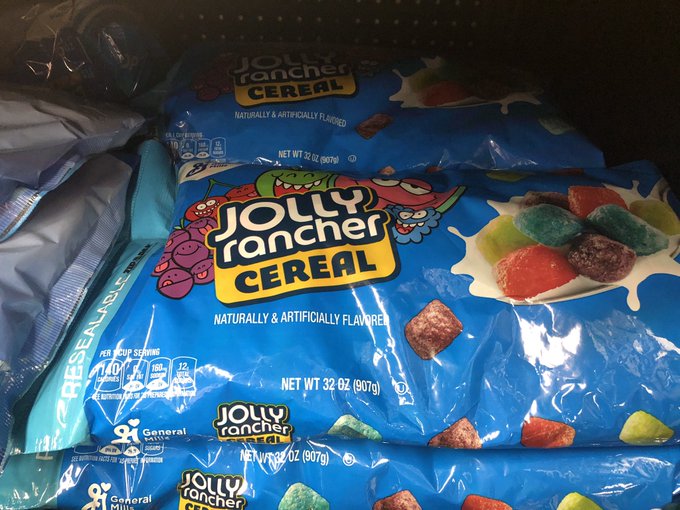 JOLLY
rancher
CEREAL
NATURALLY & ARTIFICIALLY FLAVORED
NET WT 32 OZ (907g)
JOLLY
rancher
CEREAL
NATURALLY & ARTIFICIALLY FLAVORED
RESEALABLE
PER 1 CUP SERVING
140
CALORIES
160
12
NET WT 32 OZ (907g)
General
Mills
JOLLY
rancher
CEREAL
NET WT 32 OZ (907g)
General
Mills
JOLLY
rancher